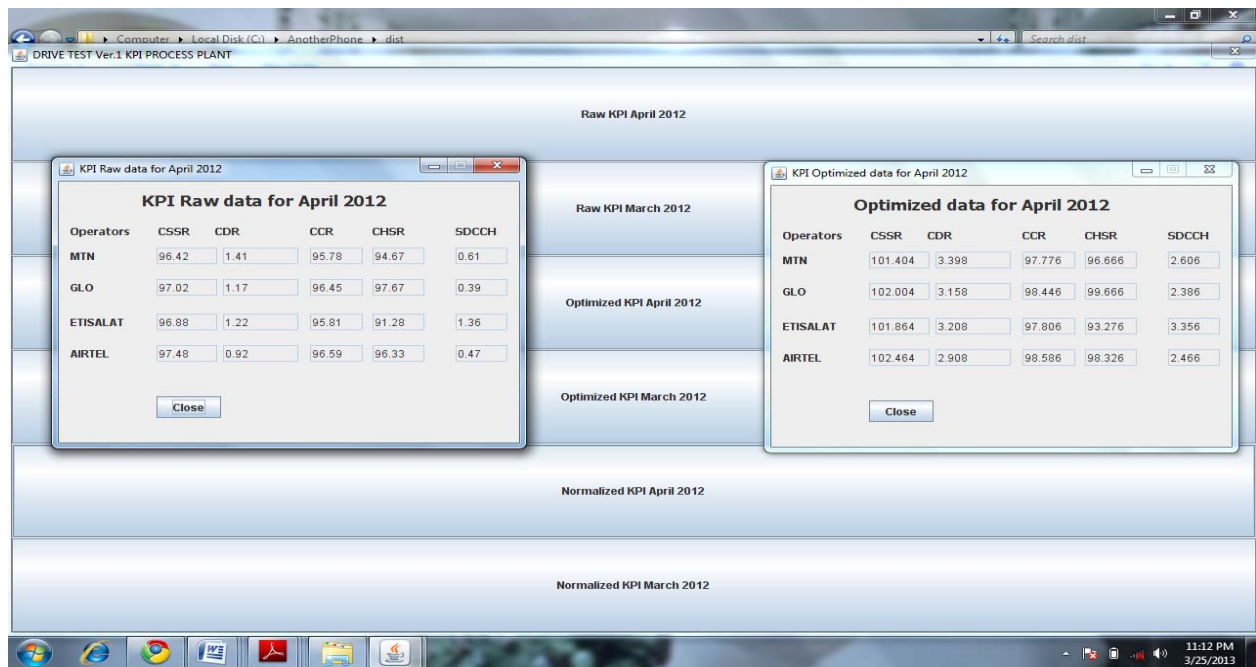 Computer ▸ Local Disk (C:) ▸ AnotherPhone ▸ dist
Search dist
DRIVE TEST Ver.1 KPI PROCESS PLANT
Raw KPI April 2012
Raw KPI March 2012
Optimized KPI April 2012
Optimized KPI March 2012
Normalized KPI April 2012
Normalized KPI March 2012
KPI Raw data for April 2012
KPI Raw data for April 2012
Operators CSSR CDR CCR CHSR SDCCH
MTN 96.42 1.41 95.78 94.67 0.61
GLO 97.02 1.17 96.45 97.67 0.39
ETISALAT 96.88 1.22 95.81 91.28 1.36
AIRTEL 97.48 0.92 96.59 96.33 0.47
Close
KPI Optimized data for April 2012
Optimized data for April 2012
Operators CSSR CDR CCR CHSR SDCCH
MTN 101.404 3.398 97.776 96.666 2.606
GLO 102.004 3.158 98.446 99.666 2.386
ETISALAT 101.864 3.208 97.806 93.276 3.356
AIRTEL 102.464 2.908 98.586 98.326 2.466
Close
11:12 PM
3/25/2013